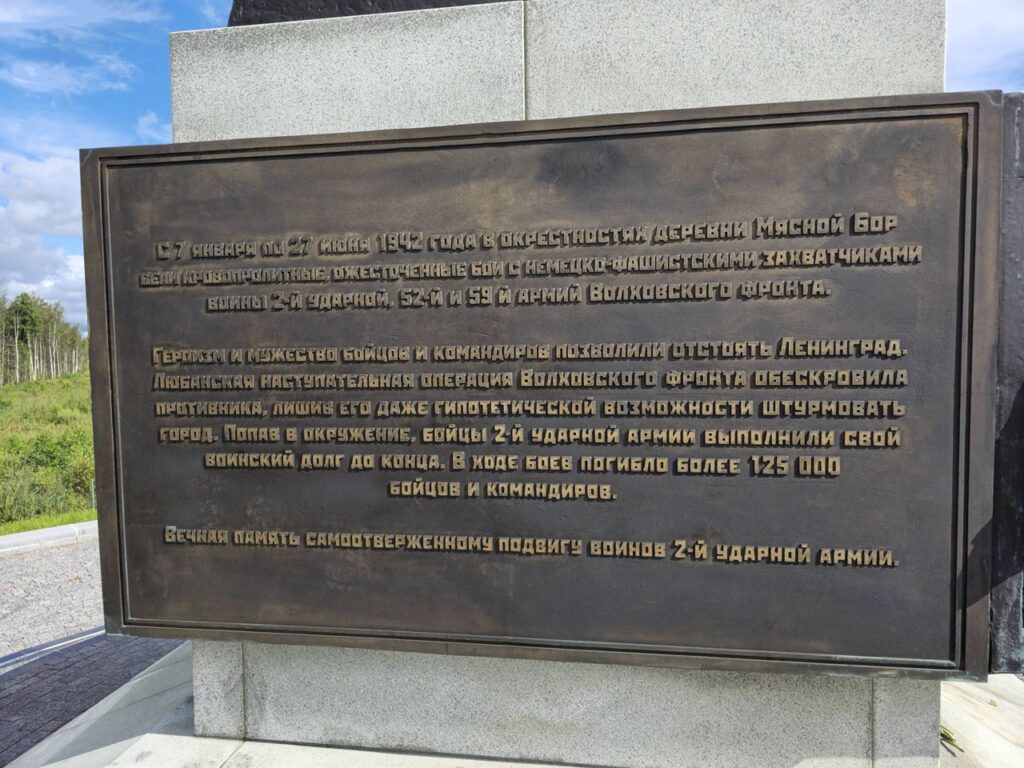 С 7 января по 27 июня 1942 года в окрестностях деревни Мясной Бор
вели кровопролитные, ожесточенные бои с немецко-фашистскими захватчиками
воины 2-й ударной, 52-й и 59 й армий Волховского фронта.
Героизм и мужество бойцов и командиров позволили отстоять Ленинград.
Любанская наступательная операция Волховского фронта обескровила
противника, лишив его даже гипотетической возможности штурмовать
город. Попав в окружение, бойцы 2-й ударной армии выполнили свой
воинский долг до конца. В ходе боев погибло более 125 000
бойцов и командиров.
Вечная память самоотверженному подвигу воинов 2-й ударной армии.